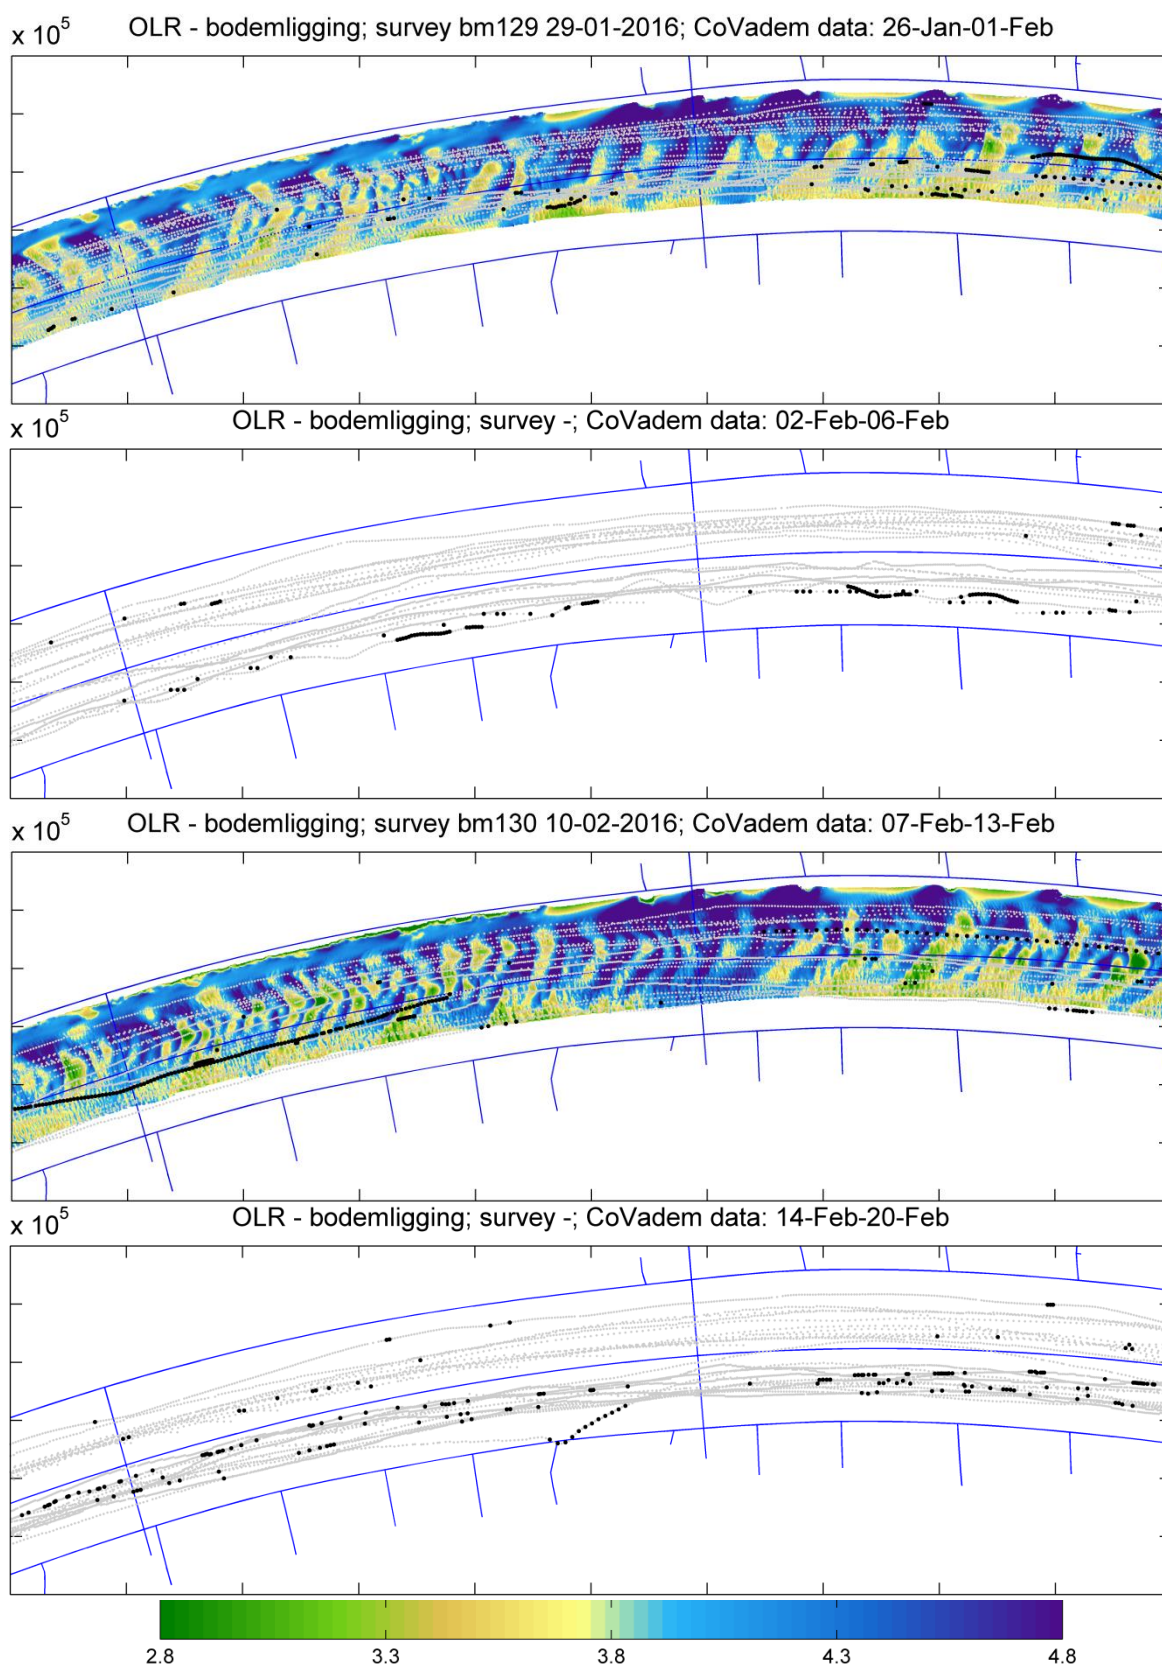 x 10^5
OLR - bodemligging; survey bm129 29-01-2016; CoVadem data: 26-Jan-01-Feb
x 10^5
OLR - bodemligging; survey -; CoVadem data: 02-Feb-06-Feb
x 10^5
OLR - bodemligging; survey bm130 10-02-2016; CoVadem data: 07-Feb-13-Feb
x 10^5
OLR - bodemligging; survey -; CoVadem data: 14-Feb-20-Feb
2.8 3.3 3.8 4.3 4.8